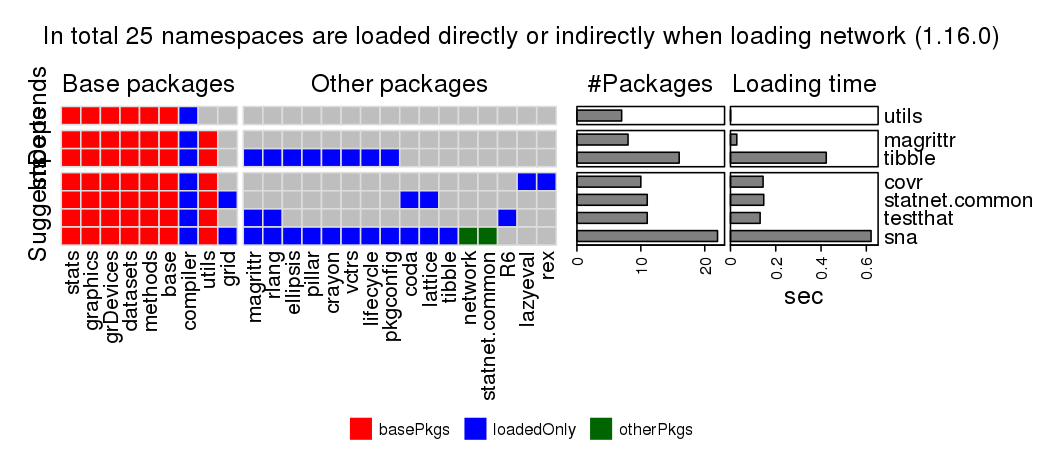 In total 25 namespaces are loaded directly or indirectly when loading network (1.16.0)
Base packages
Other packages
#Packages
Loading time
Depends
Suggests
utils
magrittr
tibble
covr
statnet.common
testthat
sna
stats
graphics
grDevices
datasets
methods
base
compiler
utils
grid
magrittr
rlang
ellipsis
pillar
crayon
vctrs
lifecycle
pkgconfig
coda
lattice
tibble
network
statnet.common
R6
lazyeval
rex
0
10
20
0
0.2
0.4
0.6
sec
basePkgs
loadedOnly
otherPkgs